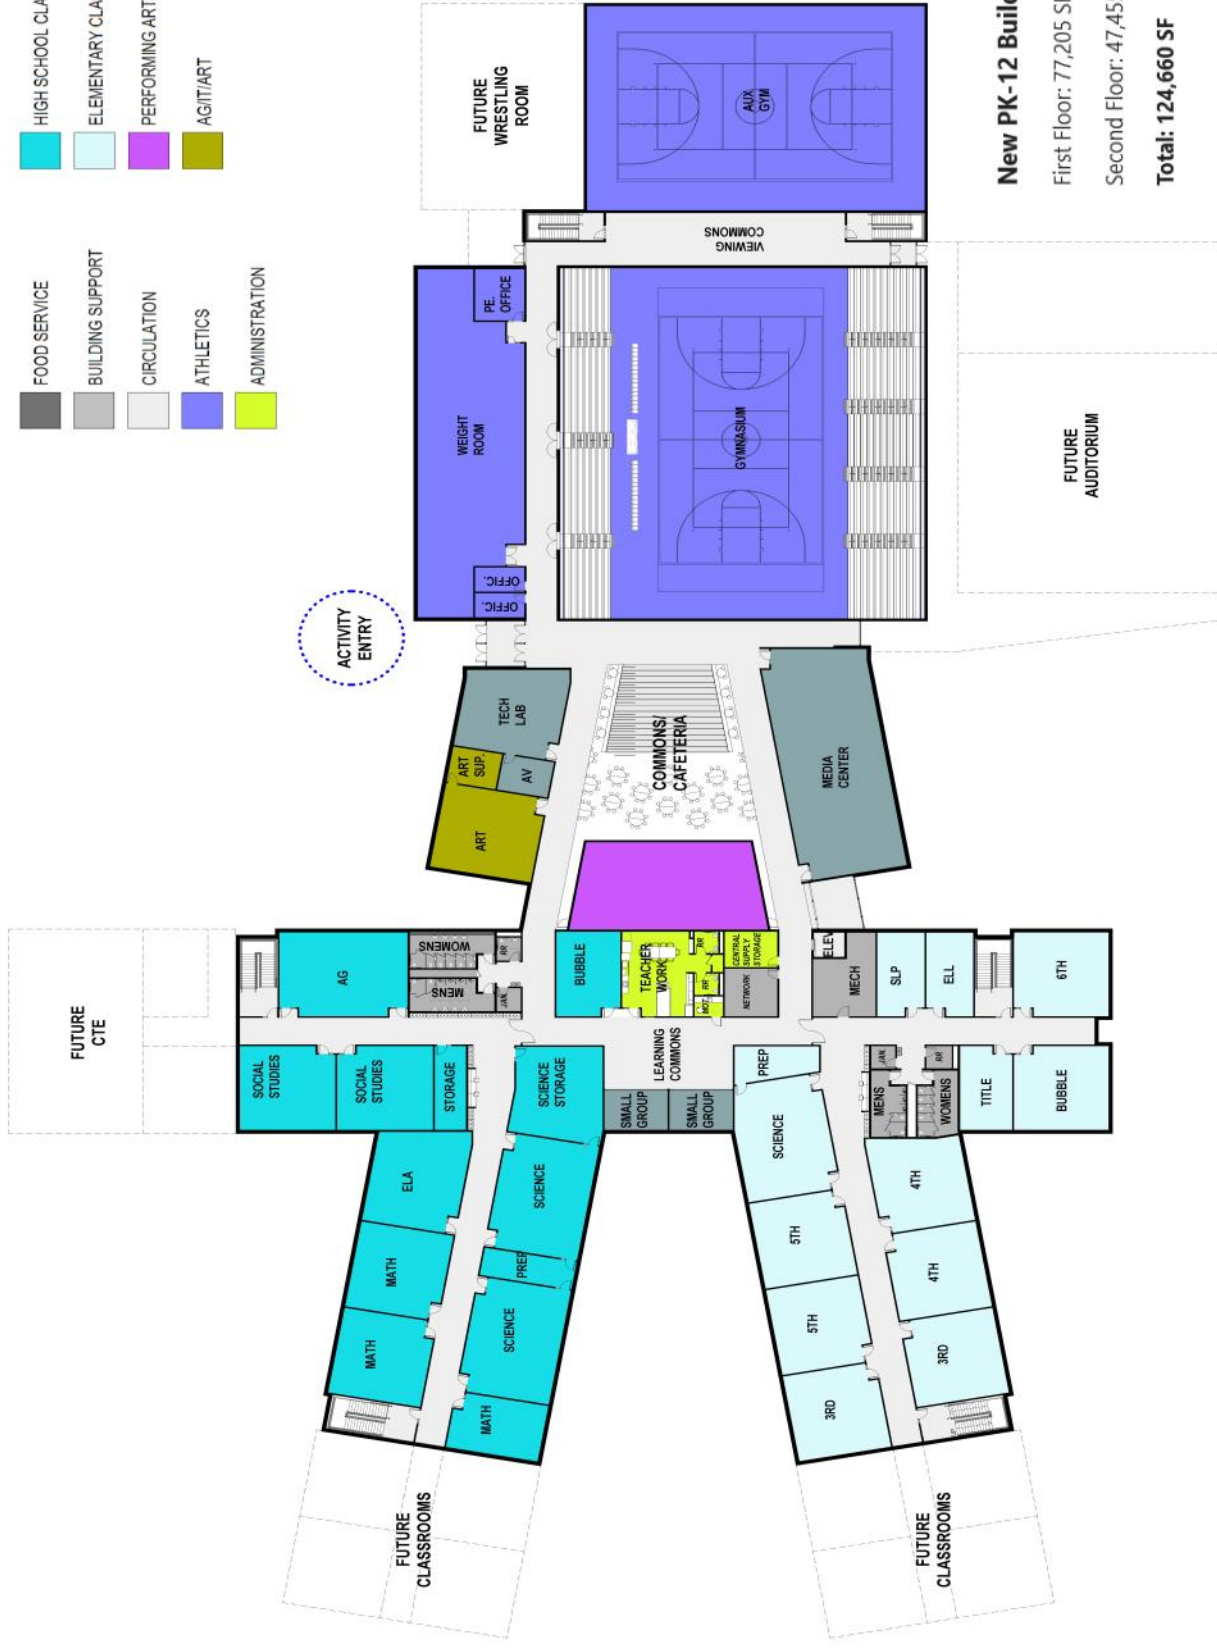 FOOD SERVICE
BUILDING SUPPORT
CIRCULATION
ATHLETICS
ADMINISTRATION
HIGH SCHOOL CLA
ELEMENTARY CLA
PERFORMING ART
AG/IT/ART
FUTURE
WRESTLING
ROOM
AUX
GYM
VIEWING
COMMONS
New PK-12 Buil
First Floor: 77,205 S
Second Floor: 47,45
Total: 124,660 SF
WEIGHT
ROOM
PE.
OFFICE
OFFIC.
OFFIC.
GYMNASIUM
FUTURE
AUDITORIUM
ACTIVITY
ENTRY
TECH
LAB
ART
SUP.
AV
ART
COMMONS/
CAFETERIA
MEDIA
CENTER
FUTURE
CTE
AG
WOMENS
MENS
RR
JAN
BUBBLE
TEACHER
WORK
RR
RR
MOT.
CENTRAL
SUPPLY
STORAGE
NETWORK
ELEV
MECH
SLP
ELL
6TH
SOCIAL
STUDIES
SOCIAL
STUDIES
STORAGE
SCIENCE
STORAGE
LEARNING
COMMONS
SMALL
GROUP
SMALL
GROUP
PREP
SCIENCE
JAN
RR
MENS
WOMENS
TITLE
BUBBLE
ELA
MATH
MATH
SCIENCE
PREP
SCIENCE
MATH
5TH
5TH
3RD
4TH
4TH
3RD
FUTURE
CLASSROOMS
FUTURE
CLASSROOMS